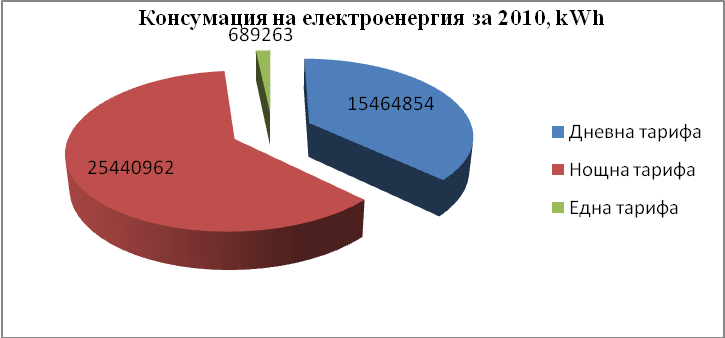 Консумация на електроенергия за 2010, kWh
689263
15464854
25440962
Дневна тарифа
Нощна тарифа
Една тарифа